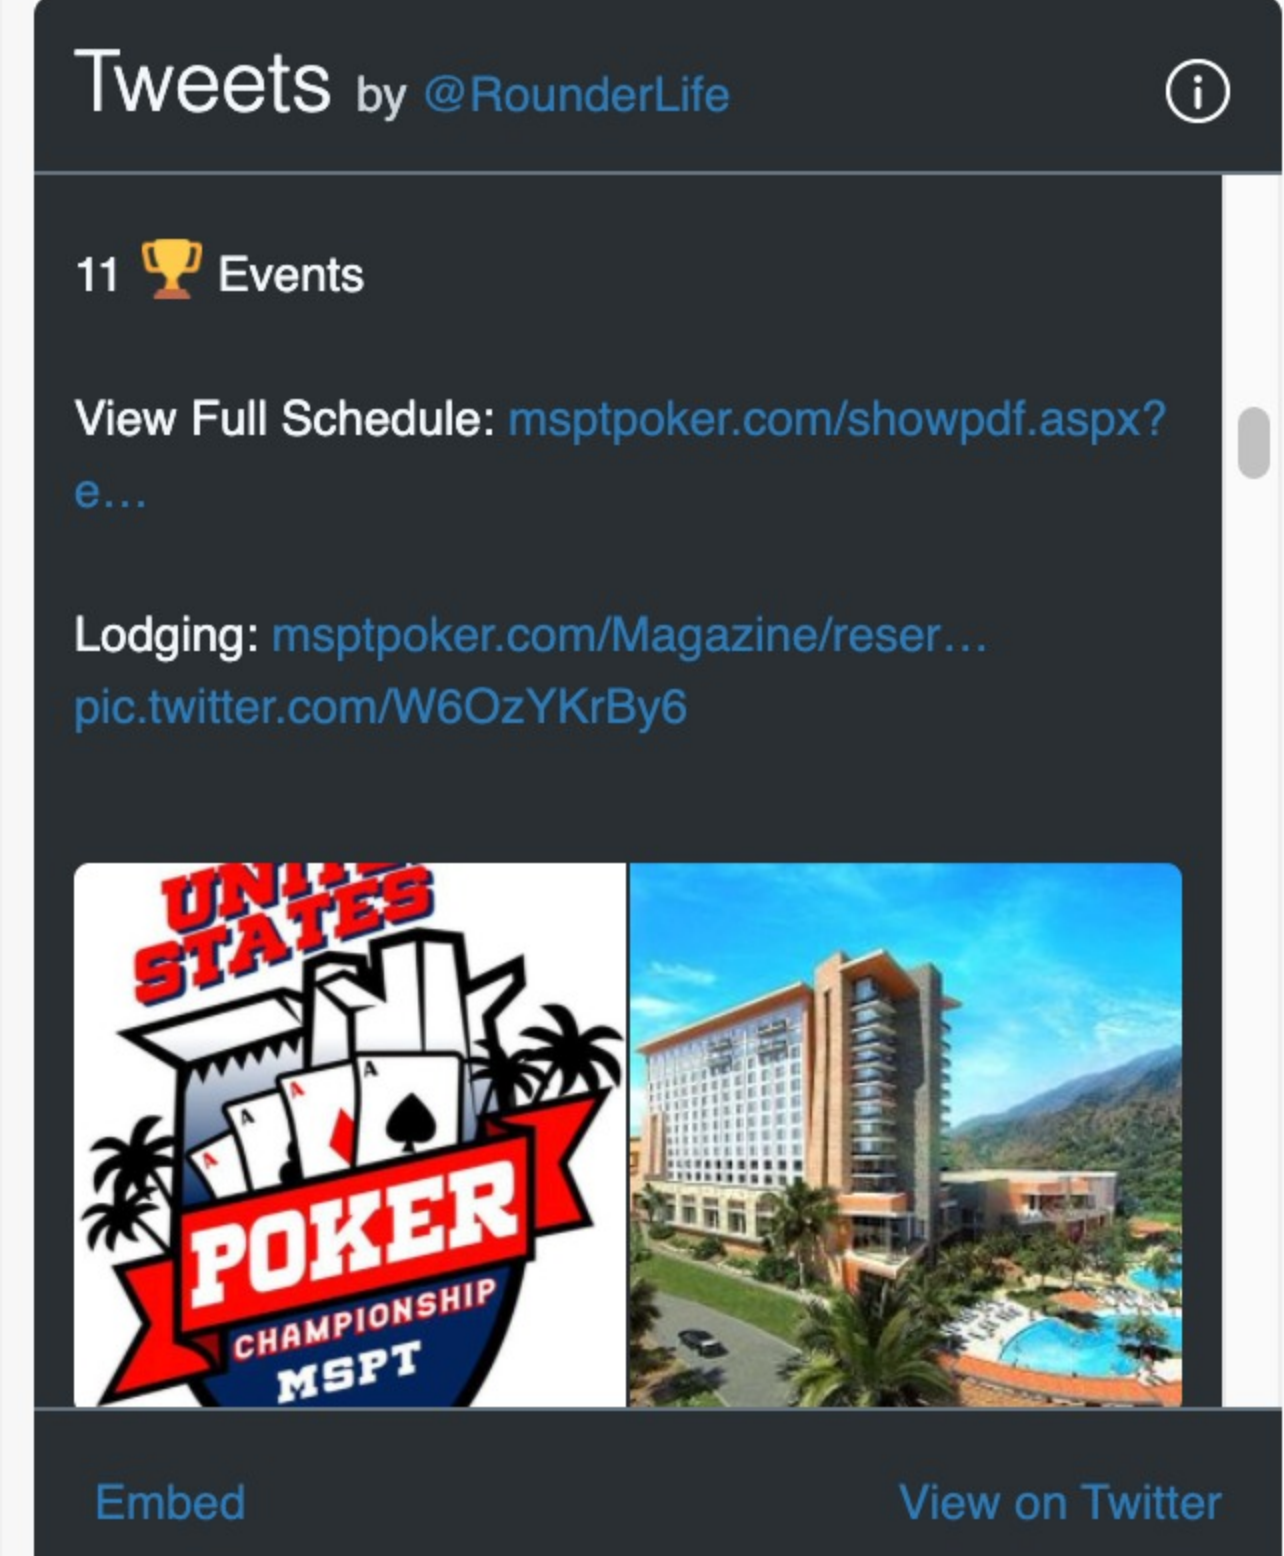 Tweets by @RounderLife
11 🏆 Events
View Full Schedule: msptpoker.com/showpdf.aspx?
e…
Lodging: msptpoker.com/Magazine/reser…
pic.twitter.com/W6OzYKrBy6
UNITED
STATES
A A A A
POKER
CHAMPIONSHIP
MSPT
Embed View on Twitter